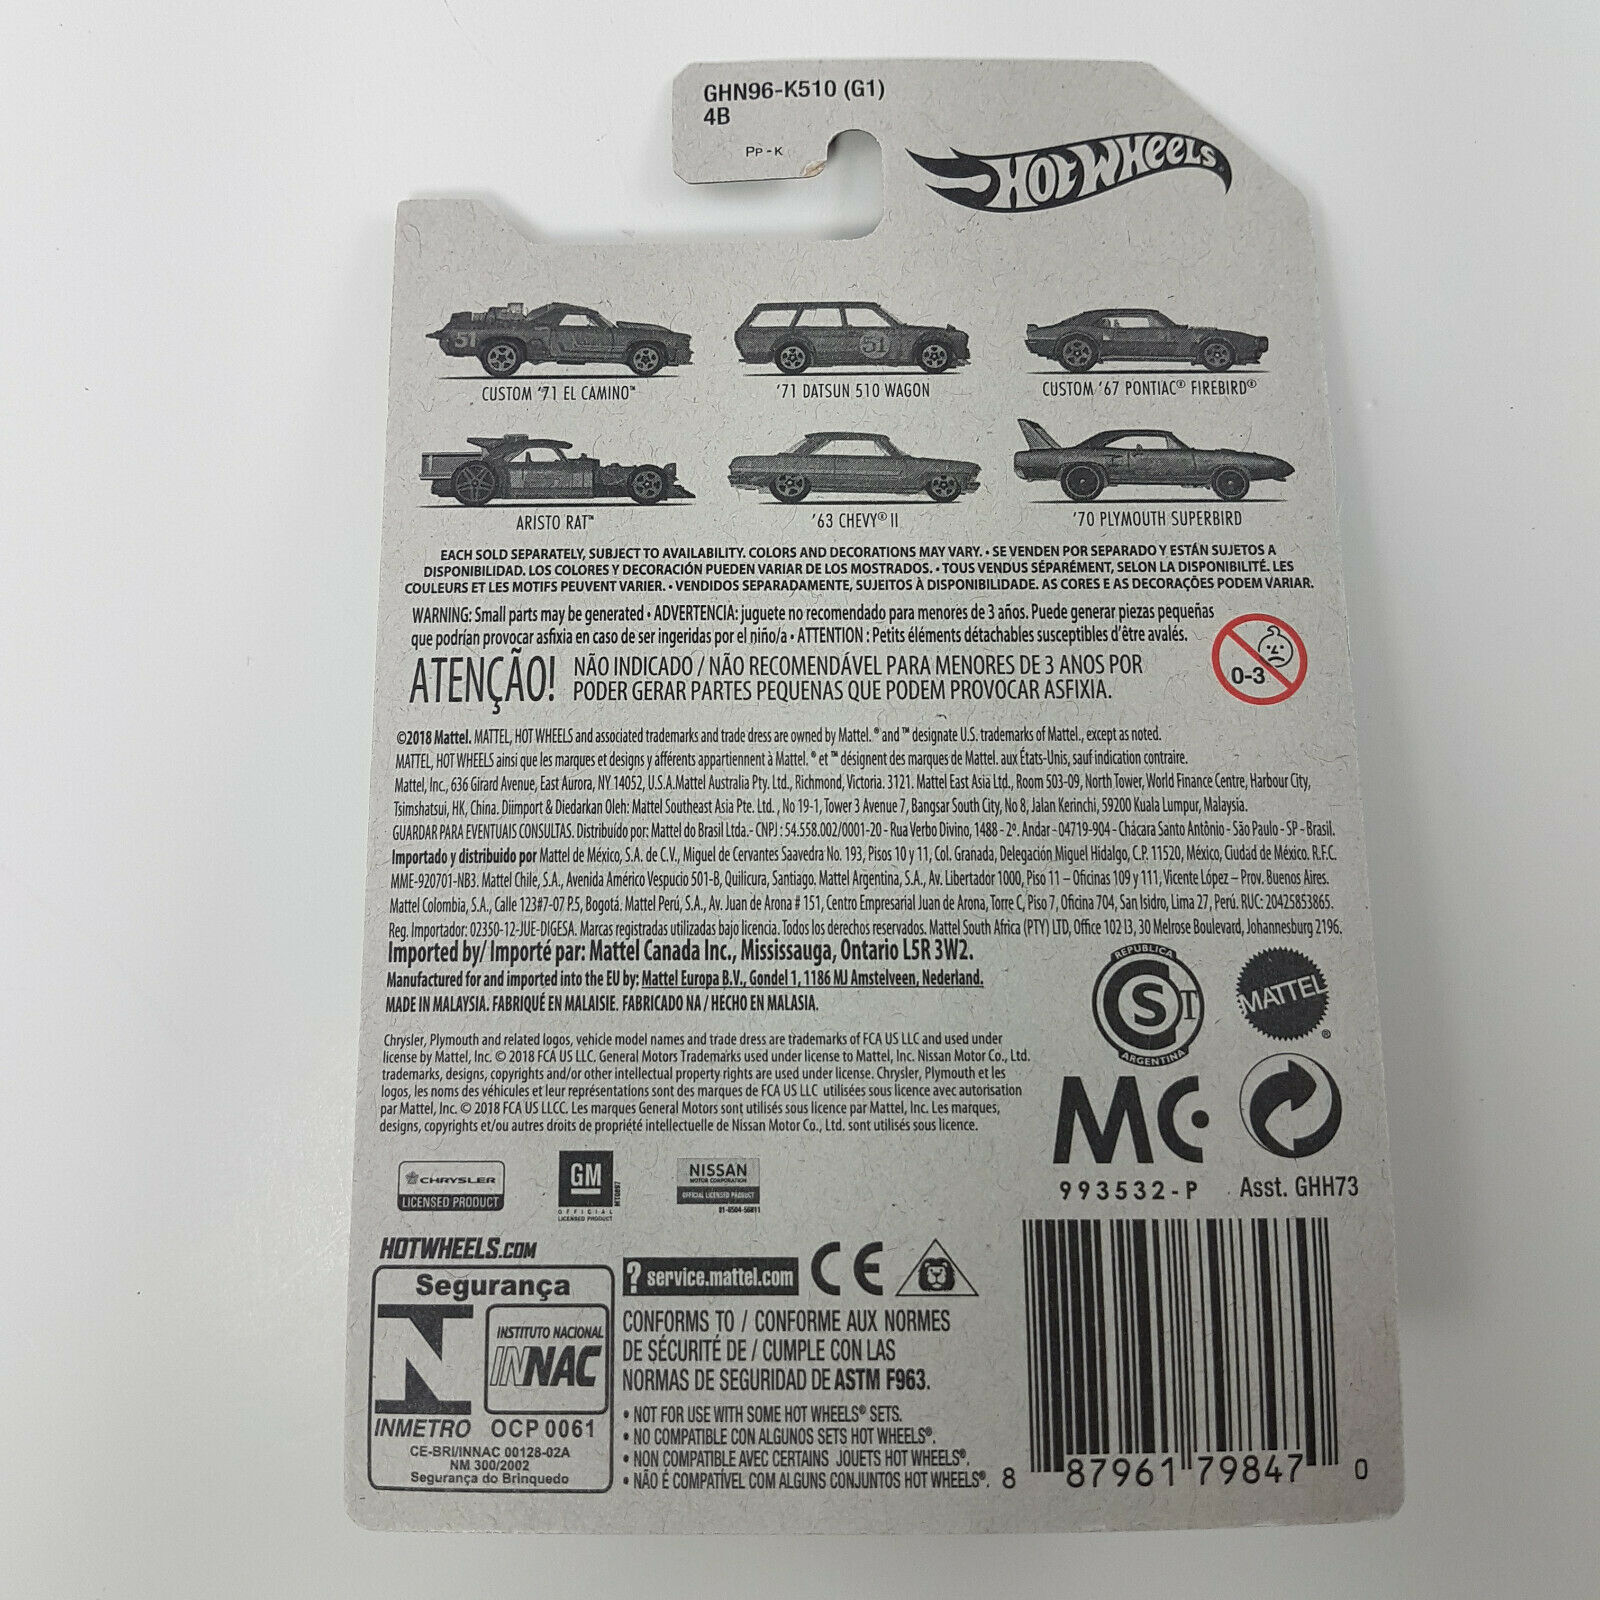 GHN96-K510 (G1)
4B
PP - K
HOT WHEELS
51
51
CUSTOM '71 EL CAMINO™
'71 DATSUN 510 WAGON
CUSTOM '67 PONTIAC® FIREBIRD®
ARISTO RAT™
'63 CHEVY® II
'70 PLYMOUTH SUPERBIRD
EACH SOLD SEPARATELY, SUBJECT TO AVAILABILITY. COLORS AND DECORATIONS MAY VARY. • SE VENDEN POR SEPARADO Y ESTÁN SUJETOS A
DISPONIBILIDAD. LOS COLORES Y DECORACIÓN PUEDEN VARIAR DE LOS MOSTRADOS. • TOUS VENDUS SÉPARÉMENT, SELON LA DISPONIBILITÉ. LES
COULEURS ET LES MOTIFS PEUVENT VARIER. • VENDIDOS SEPARADAMENTE, SUJEITOS À DISPONIBILIDADE. AS CORES E AS DECORAÇÕES PODEM VARIAR.
WARNING: Small parts may be generated • ADVERTENCIA: juguete no recomendado para menores de 3 años. Puede generar piezas pequeñas
que podrían provocar asfixia en caso de ser ingeridas por el niño/a • ATTENTION : Petits éléments détachables susceptibles d'être avalés.
ATENÇÃO! NÃO INDICADO / NÃO RECOMENDÁVEL PARA MENORES DE 3 ANOS POR
PODER GERAR PARTES PEQUENAS QUE PODEM PROVOCAR ASFIXIA.
0-3
©2018 Mattel. MATTEL, HOT WHEELS and associated trademarks and trade dress are owned by Mattel. ® and ™ designate U.S. trademarks of Mattel., except as noted.
MATTEL, HOT WHEELS ainsi que les marques et designs y afférents appartiennent à Mattel. ® et ™ désignent des marques de Mattel. aux États-Unis, sauf indication contraire.
Mattel, Inc., 636 Girard Avenue, East Aurora, NY 14052, U.S.A.Mattel Australia Pty. Ltd., Richmond, Victoria. 3121. Mattel East Asia Ltd., Room 503-09, North Tower, World Finance Centre, Harbour City,
Tsimshatsui, HK, China. Diimport & Diedarkan Oleh: Mattel Southeast Asia Pte. Ltd. , No 19-1, Tower 3 Avenue 7, Bangsar South City, No 8, Jalan Kerinchi, 59200 Kuala Lumpur, Malaysia.
GUARDAR PARA EVENTUAIS CONSULTAS. Distribuído por: Mattel do Brasil Ltda.- CNPJ : 54.558.002/0001-20 - Rua Verbo Divino, 1488 - 2º. Andar - 04719-904 - Chácara Santo Antônio - São Paulo - SP - Brasil.
Importado y distribuido por Mattel de México, S.A. de C.V., Miguel de Cervantes Saavedra No. 193, Pisos 10 y 11, Col. Granada, Delegación Miguel Hidalgo, C.P. 11520, México, Ciudad de México. R.F.C.
MME-920701-NB3. Mattel Chile, S.A., Avenida Américo Vespucio 501-B, Quilicura, Santiago. Mattel Argentina, S.A., Av. Libertador 1000, Piso 11 – Oficinas 109 y 111, Vicente López – Prov. Buenos Aires.
Mattel Colombia, S.A., Calle 123#7-07 P.5, Bogotá. Mattel Perú, S.A., Av. Juan de Arona # 151, Centro Empresarial Juan de Arona, Torre C, Piso 7, Oficina 704, San Isidro, Lima 27, Perú. RUC: 20425853865.
Reg. Importador: 02350-12-JUE-DIGESA. Marcas registradas utilizadas bajo licencia. Todos los derechos reservados. Mattel South Africa (PTY) LTD, Office 102 I3, 30 Melrose Boulevard, Johannesburg 2196.
Imported by/ Importé par: Mattel Canada Inc., Mississauga, Ontario L5R 3W2.
Manufactured for and imported into the EU by: Mattel Europa B.V., Gondel 1, 1186 MJ Amstelveen, Nederland.
MADE IN MALAYSIA. FABRIQUÉ EN MALAISIE. FABRICADO NA / HECHO EN MALASIA.
REPUBLICA
CST
ARGENTINA
MATTEL®
Chrysler, Plymouth and related logos, vehicle model names and trade dress are trademarks of FCA US LLC and used under
license by Mattel, Inc. © 2018 FCA US LLC. General Motors Trademarks used under license to Mattel, Inc. Nissan Motor Co., Ltd.
trademarks, designs, copyrights and/or other intellectual property rights are used under license. Chrysler, Plymouth et les
logos, les noms des véhicules et leur représentations sont des marques de FCA US LLC utilisées sous licence avec autorisation
par Mattel, Inc. © 2018 FCA US LLCC. Les marques General Motors sont utilisés sous licence par Mattel, Inc. Les marques,
designs, copyrights et/ou autres droits de propriété intellectuelle de Nissan Motor Co., Ltd. sont utilisés sous licence.
MC
993532-P
Asst. GHH73
CHRYSLER
LICENSED PRODUCT
GM
OFFICIAL
LICENSED PRODUCT
NISSAN
MOTOR CORPORATION
OFFICIAL LICENSED PRODUCT
01-8504-56811
HOTWHEELS.COM
Segurança
N
INSTITUTO NACIONAL
INNAC
INMETRO OCP 0061
CE-BRI/INNAC 00128-02A
NM 300/2002
Segurança do Brinquedo
? service.mattel.com
CE
CONFORMS TO / CONFORME AUX NORMES
DE SÉCURITÉ DE / CUMPLE CON LAS
NORMAS DE SEGURIDAD DE ASTM F963.
• NOT FOR USE WITH SOME HOT WHEELS® SETS.
• NO COMPATIBLE CON ALGUNOS SETS HOT WHEELS®.
• NON COMPATIBLE AVEC CERTAINS JOUETS HOT WHEELS®.
• NÃO É COMPATÍVEL COM ALGUNS CONJUNTOS HOT WHEELS®.
8 87961 79847 0